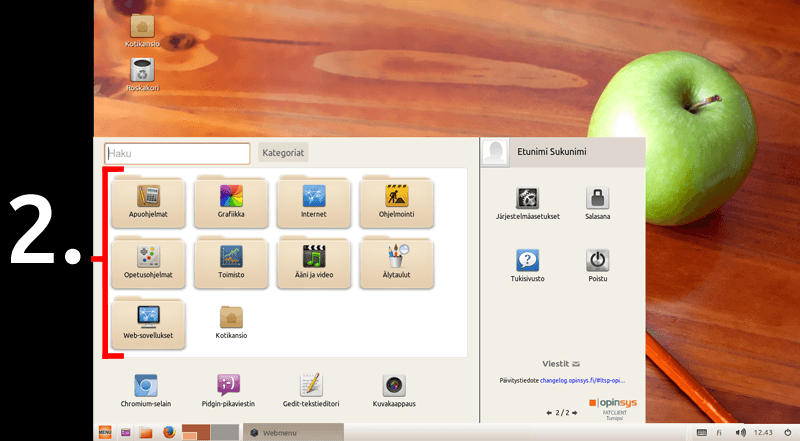 Kotikansio
Roskakori
2.
Haku
Kategoriat
Apuohjelmat
Grafiikka
Internet
Ohjelmointi
Opetusohjelmat
Toimisto
Ääni ja video
Älytaulut
Web-sovellukset
Kotikansio
Chromium-selain
Pidgin-pikaviestin
Gedit-tekstieditori
Kuvakaappaus
Etunimi Sukunimi
Järjestelmäasetukset
Salasana
Tukisivusto
Poistu
Viestit
Päivitystiedote changelog.opinsys.fi/#ltsp-opi...
2 / 2
opinsys
FATCLIENT
Tumipsi
MENU
Webmenu
fi
12.43